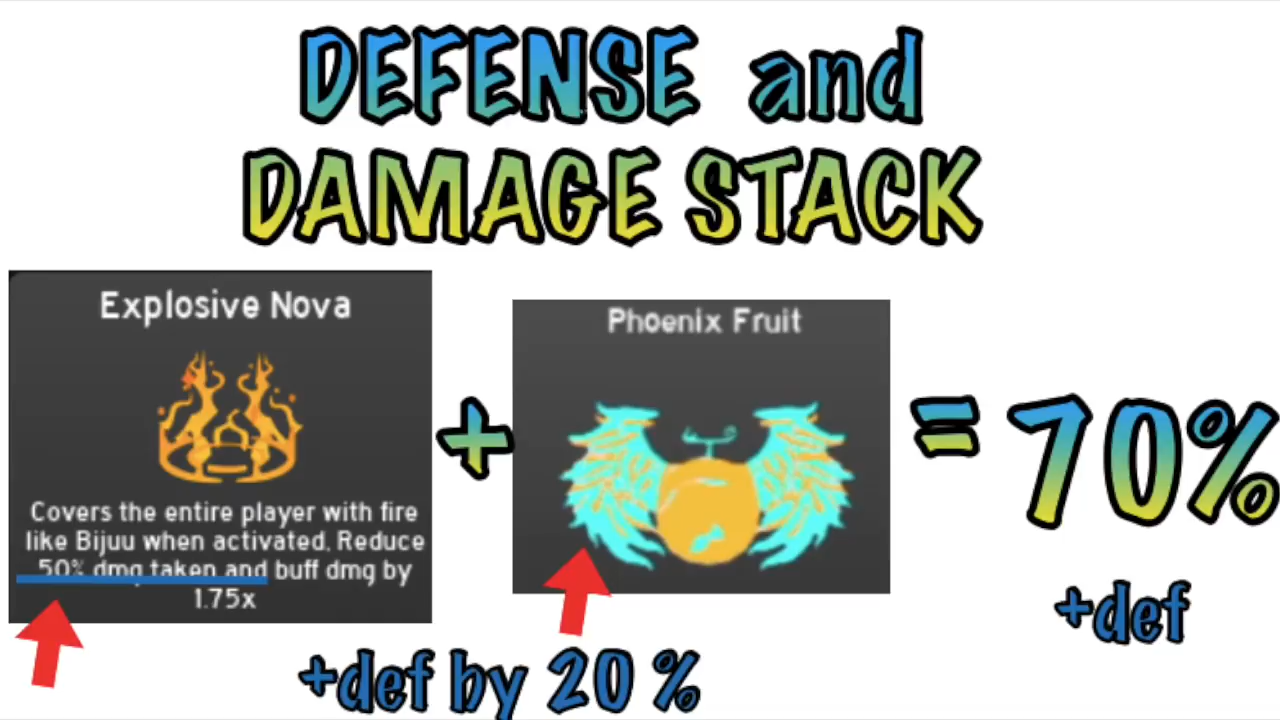 DEFENSE and
DAMAGE STACK
Explosive Nova
Covers the entire player with fire
like Bijuu when activated. Reduce
50% dmg taken and buff dmg by
1.75x
+
Phoenix Fruit
= 70%
+def
+def by 20 %